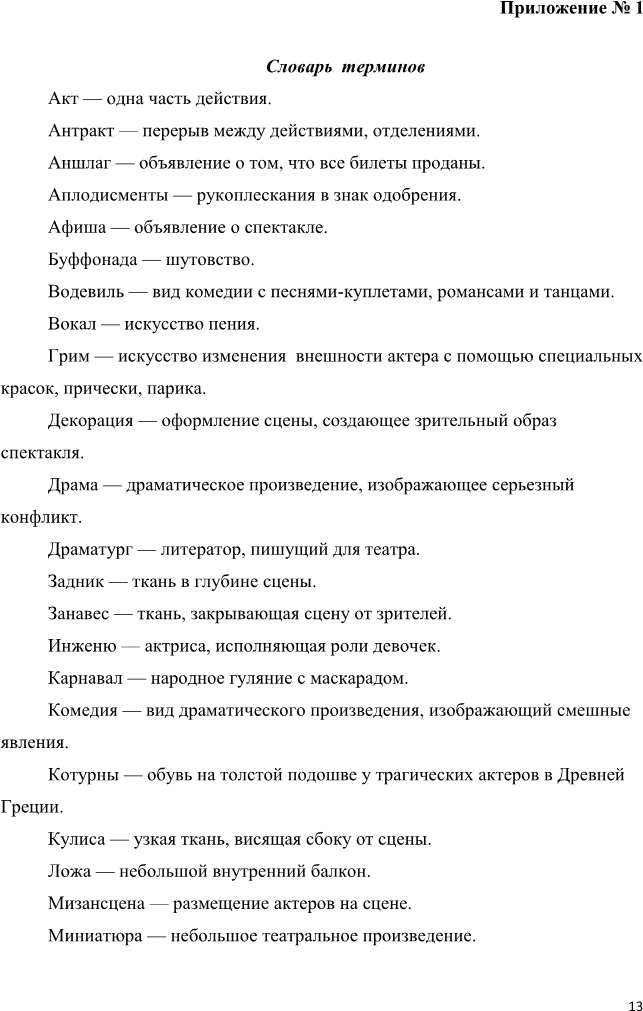 Приложение № 1
Словарь терминов
Акт — одна часть действия.
Антракт — перерыв между действиями, отделениями.
Аншлаг — объявление о том, что все билеты проданы.
Аплодисменты — рукоплескания в знак одобрения.
Афиша — объявление о спектакле.
Буффонада — шутовство.
Водевиль — вид комедии с песнями-куплетами, романсами и танцами.
Вокал — искусство пения.
Грим — искусство изменения внешности актера с помощью специальных
красок, прически, парика.
Декорация — оформление сцены, создающее зрительный образ
спектакля.
Драма — драматическое произведение, изображающее серьезный
конфликт.
Драматург — литератор, пишущий для театра.
Задник — ткань в глубине сцены.
Занавес — ткань, закрывающая сцену от зрителей.
Инженю — актриса, исполняющая роли девочек.
Карнавал — народное гуляние с маскарадом.
Комедия — вид драматического произведения, изображающий смешные
явления.
Котурны — обувь на толстой подошве у трагических актеров в Древней
Греции.
Кулиса — узкая ткань, висящая сбоку от сцены.
Ложа — небольшой внутренний балкон.
Мизансцена — размещение актеров на сцене.
Миниатюра — небольшое театральное произведение.
13